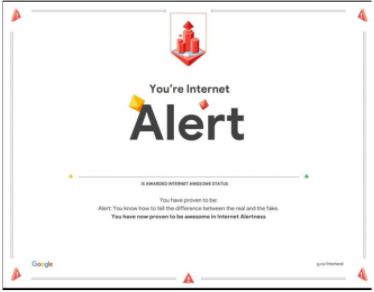 You're Internet
Alert
IS AWARDED INTERNET AWESOME STATUS
You have proven to be:
Alert: You know how to tell the difference between the real and the fake.
You have now proven to be awesome in Internet Alertness
Google
g.co/Interland